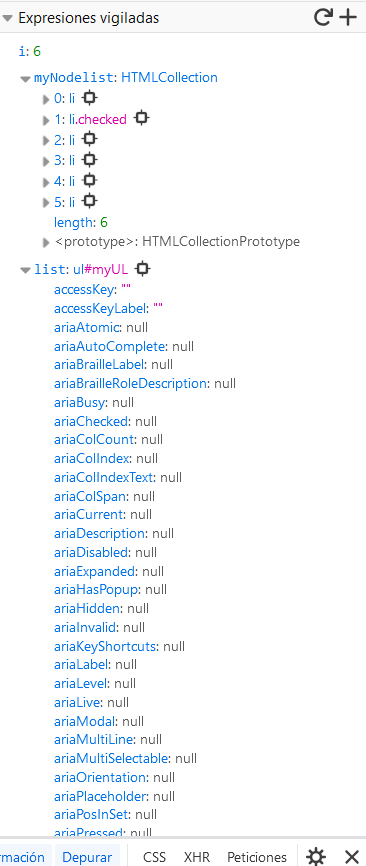 Expresiones vigiladas
i: 6
myNodelist: HTMLCollection
0: li
1: li.checked
2: li
3: li
4: li
5: li
length: 6
<prototype>: HTMLCollectionPrototype
list: ul#myUL
accessKey: ""
accessKeyLabel: ""
ariaAtomic: null
ariaAutoComplete: null
ariaBrailleLabel: null
ariaBrailleRoleDescription: null
ariaBusy: null
ariaChecked: null
ariaColCount: null
ariaColIndex: null
ariaColIndexText: null
ariaColSpan: null
ariaCurrent: null
ariaDescription: null
ariaDisabled: null
ariaExpanded: null
ariaHasPopup: null
ariaHidden: null
ariaInvalid: null
ariaKeyShortcuts: null
ariaLabel: null
ariaLevel: null
ariaLive: null
ariaModal: null
ariaMultiLine: null
ariaMultiSelectable: null
ariaOrientation: null
ariaPlaceholder: null
ariaPosInSet: null
ariaPressed: null
rmación Depurar CSS XHR Peticiones